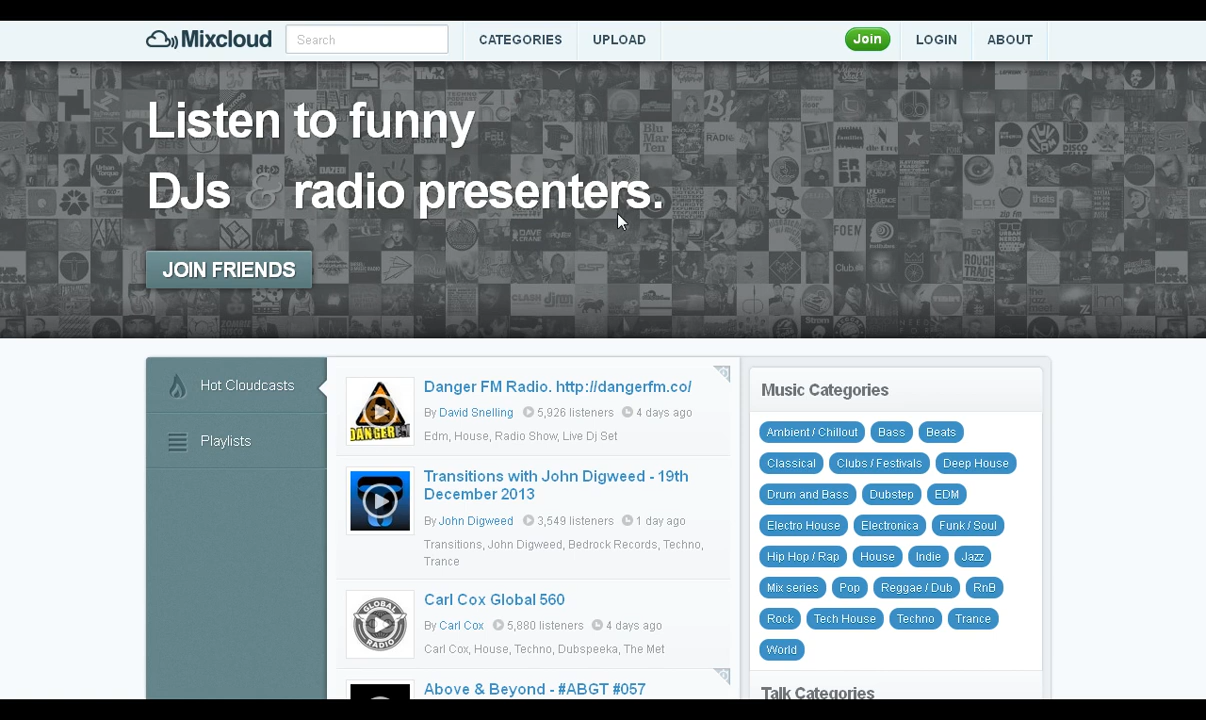 Mixcloud
Search
CATEGORIES
UPLOAD
Join
LOGIN
ABOUT
Listen to funny
DJs & radio presenters.
JOIN FRIENDS
Hot Cloudcasts
Playlists
Danger FM Radio. http://dangerfm.co/
By David Snelling 5,926 listeners 4 days ago
Edm, House, Radio Show, Live Dj Set
Transitions with John Digweed - 19th
December 2013
By John Digweed 3,549 listeners 1 day ago
Transitions, John Digweed, Bedrock Records, Techno,
Trance
GLOBAL
RADIO
Carl Cox Global 560
By Carl Cox 5,880 listeners 4 days ago
Carl Cox, House, Techno, Dubspeeka, The Met
Above & Beyond - #ABGT #057
Music Categories
Ambient / Chillout Bass Beats
Classical Clubs / Festivals Deep House
Drum and Bass Dubstep EDM
Electro House Electronica Funk / Soul
Hip Hop / Rap House Indie Jazz
Mix series Pop Reggae / Dub RnB
Rock Tech House Techno Trance
World
Talk Categories